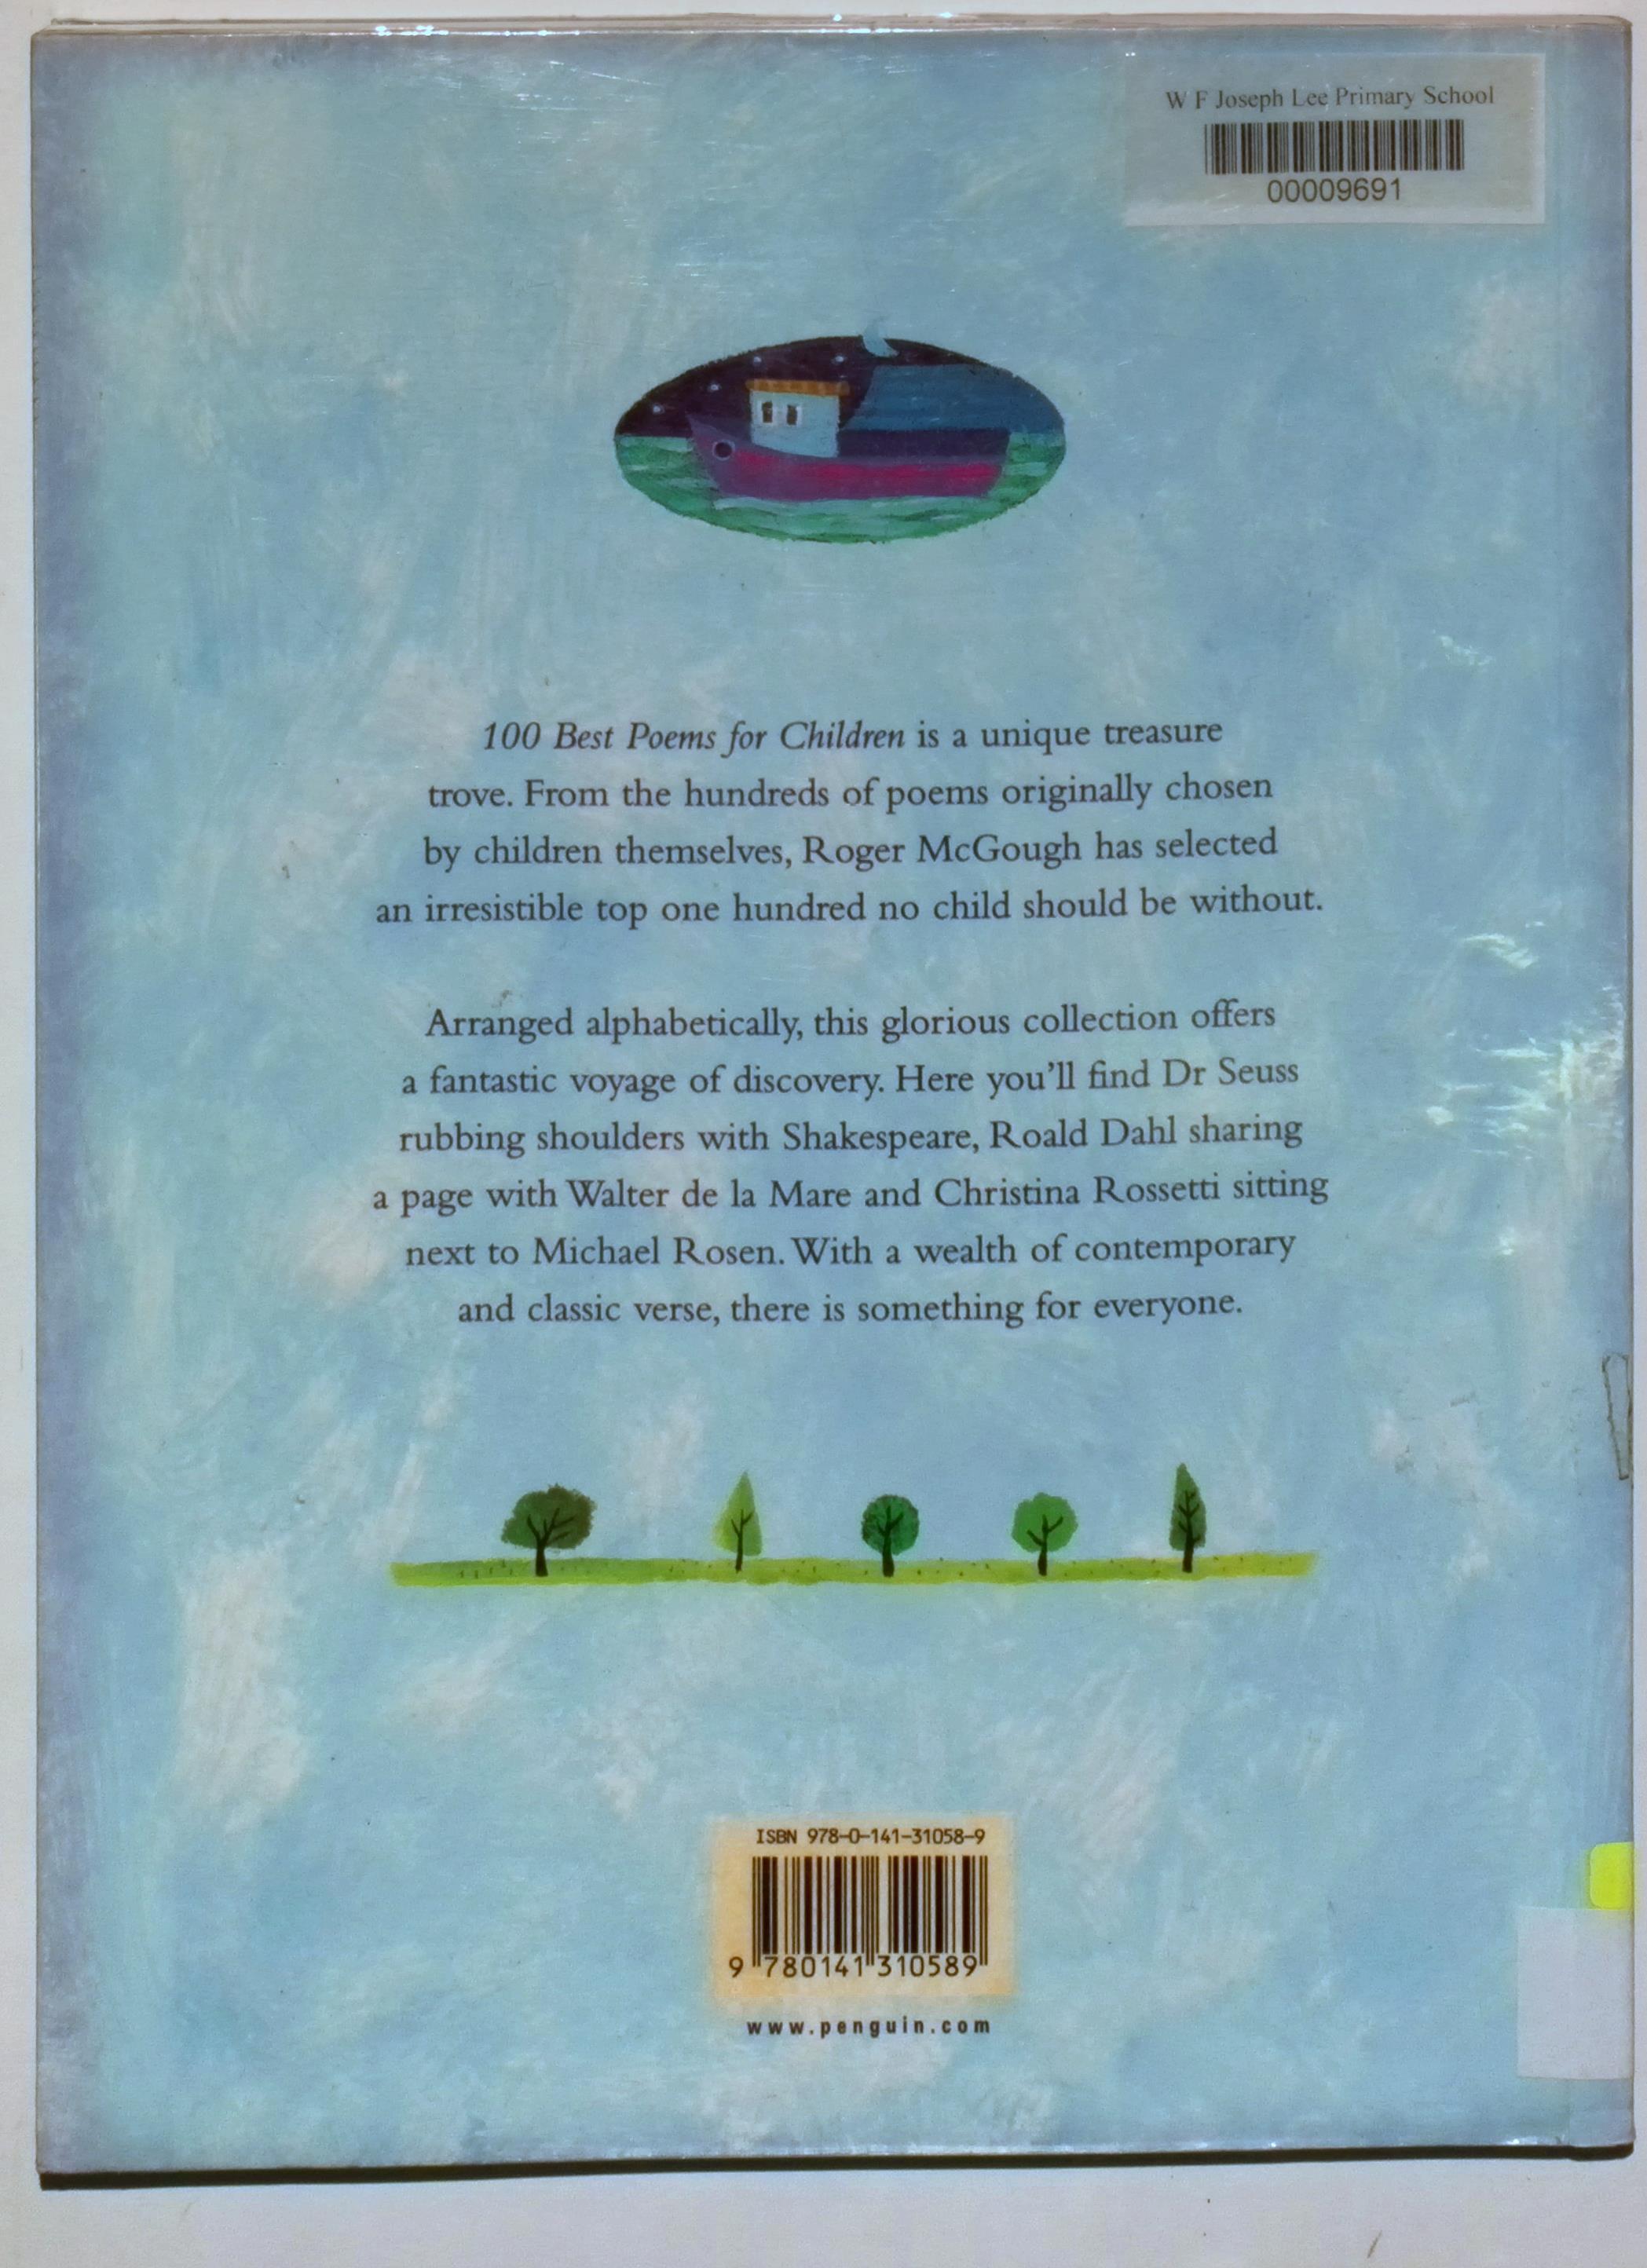 W F Joseph Lee Primary School
00009691
100 Best Poems for Children is a unique treasure
trove. From the hundreds of poems originally chosen
by children themselves, Roger McGough has selected
an irresistible top one hundred no child should be without.
Arranged alphabetically, this glorious collection offers
a fantastic voyage of discovery. Here you'll find Dr Seuss
rubbing shoulders with Shakespeare, Roald Dahl sharing
a page with Walter de la Mare and Christina Rossetti sitting
next to Michael Rosen. With a wealth of contemporary
and classic verse, there is something for everyone.
ISBN 978-0-141-31058-9
9 780141 310589
www.penguin.com